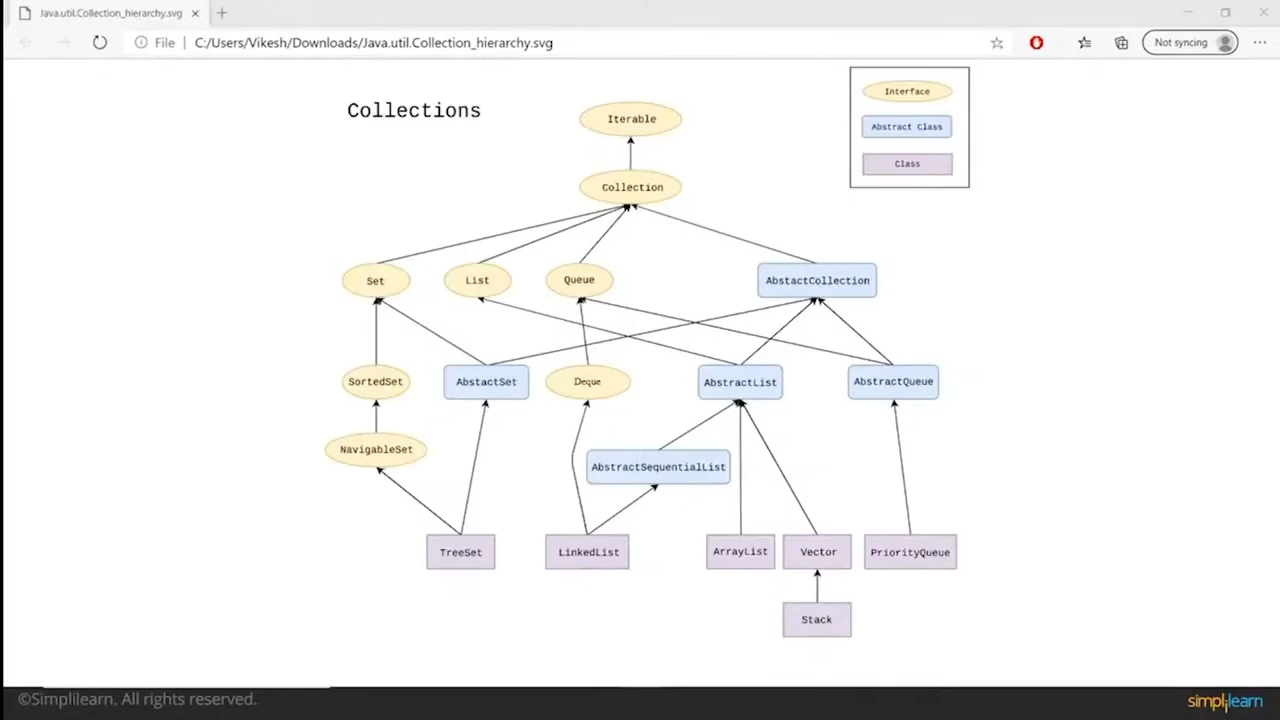 Java.util.Collection_hierarchy.svg
File
C:/Users/Vikesh/Downloads/Java.util.Collection_hierarchy.svg
Not syncing
Collections
Interface
Abstract Class
Class
Iterable
Collection
Set
List
Queue
AbstactCollection
SortedSet
AbstactSet
Deque
AbstractList
AbstractQueue
NavigableSet
AbstractSequentialList
TreeSet
LinkedList
ArrayList
Vector
PriorityQueue
Stack
©Simplilearn. All rights reserved.
simplilearn